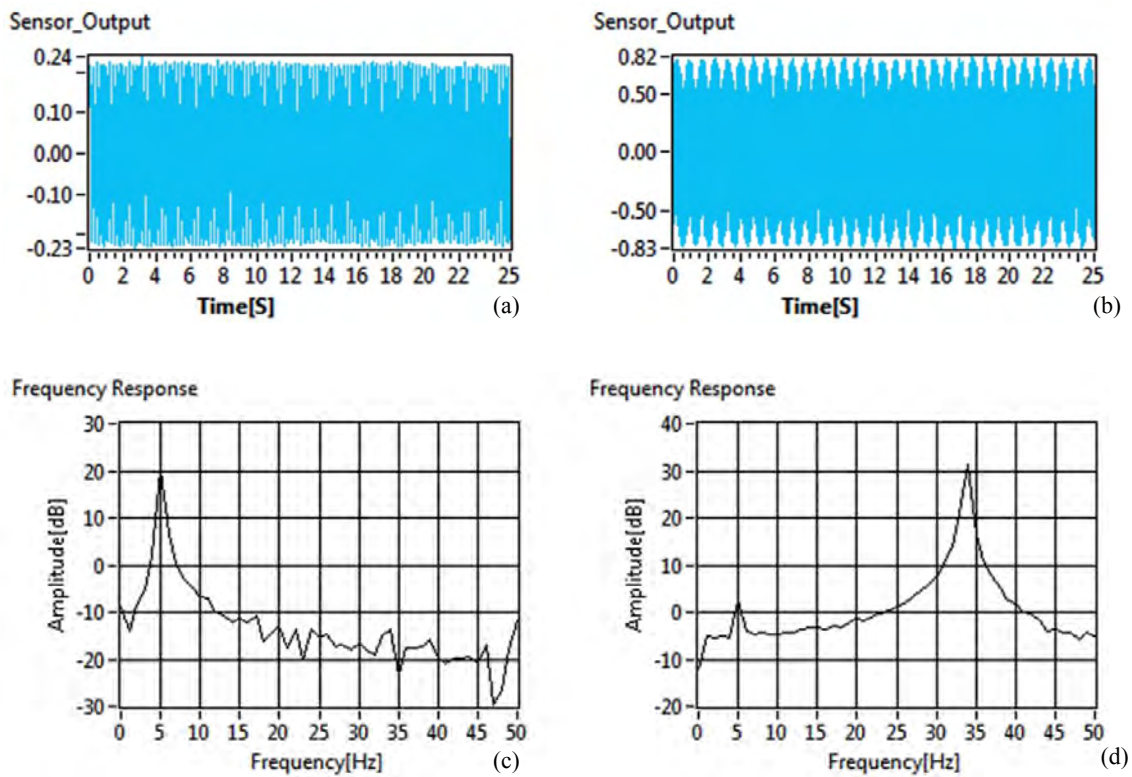 Sensor_Output
0.24
0.10
0.00
-0.10
-0.23
0 2 4 6 8 10 12 14 16 18 20 22 25
Time[S]
(a)
Sensor_Output
0.82
0.50
0.00
-0.50
-0.83
0 2 4 6 8 10 12 14 16 18 20 22 25
Time[S]
(b)
Frequency Response
Amplitude[dB]
30
20
10
0
-10
-20
-30
0 5 10 15 20 25 30 35 40 45 50
Frequency[Hz]
(c)
Frequency Response
Amplitude[dB]
40
30
20
10
0
-10
-20
0 5 10 15 20 25 30 35 40 45 50
Frequency[Hz]
(d)